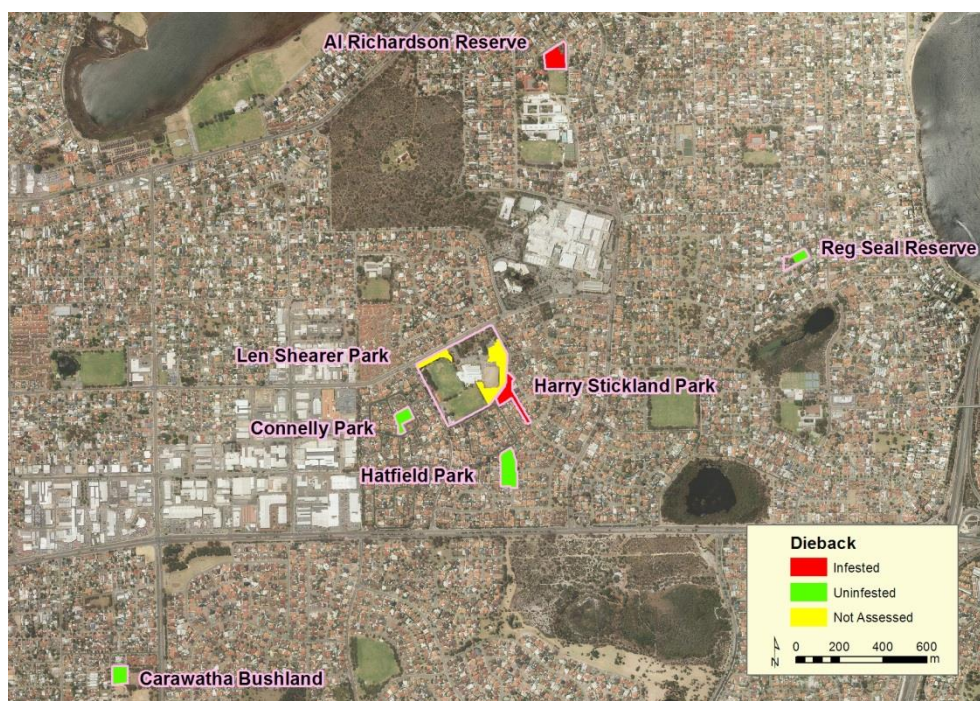 Al Richardson Reserve
Reg Seal Reserve
Len Shearer Park
Harry Stickland Park
Connelly Park
Hatfield Park
Carawatha Bushland
Dieback
Infested
Uninfested
Not Assessed
N
0 200 400 600
m